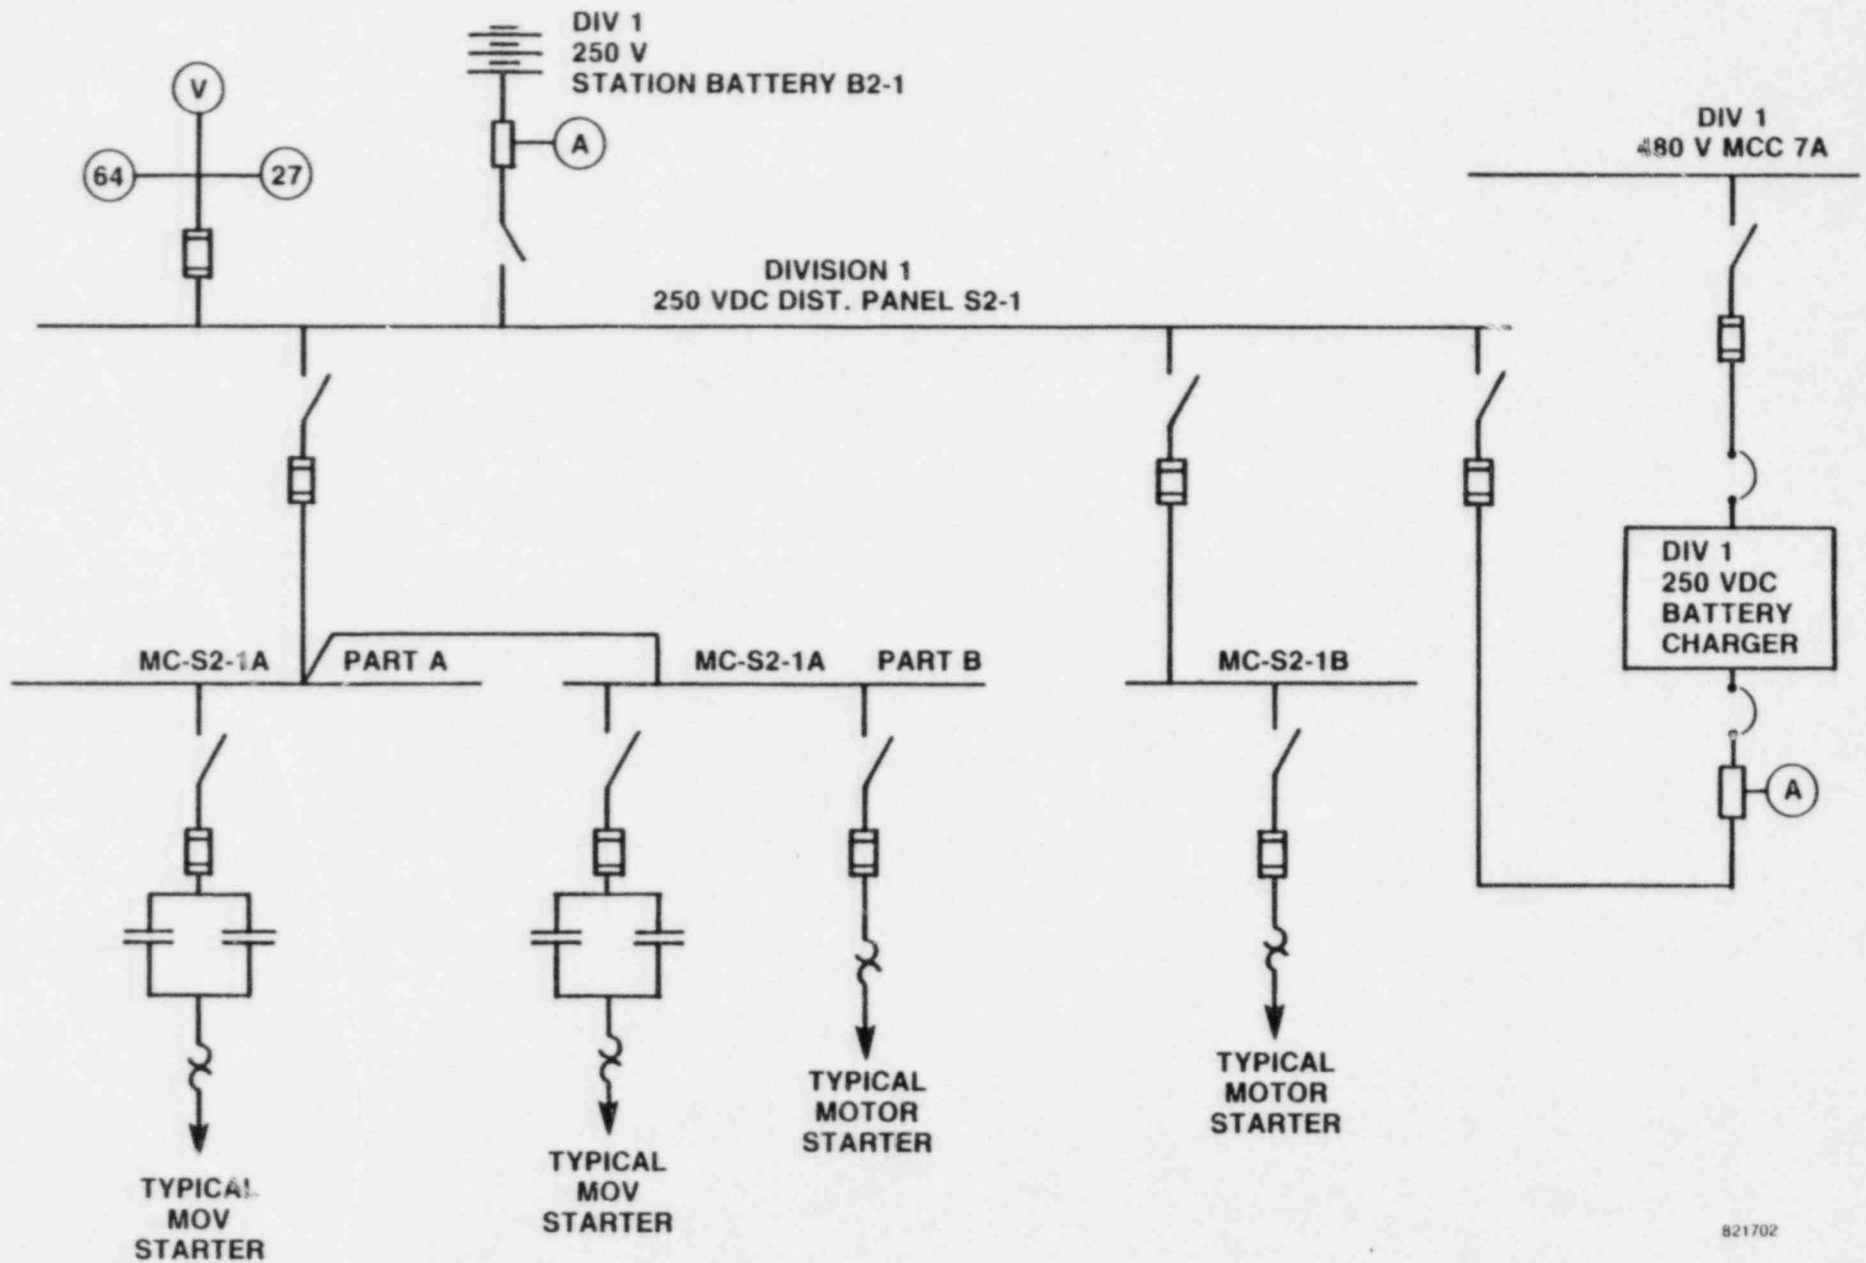 DIV 1
250 V
STATION BATTERY B2-1
V
A
64
27
DIV 1
480 V MCC 7A
DIVISION 1
250 VDC DIST. PANEL S2-1
DIV 1
250 VDC
BATTERY
CHARGER
MC-S2-1A PART A
MC-S2-1A PART B
MC-S2-1B
A
TYPICAL
MOV
STARTER
TYPICAL
MOV
STARTER
TYPICAL
MOTOR
STARTER
TYPICAL
MOTOR
STARTER
821702